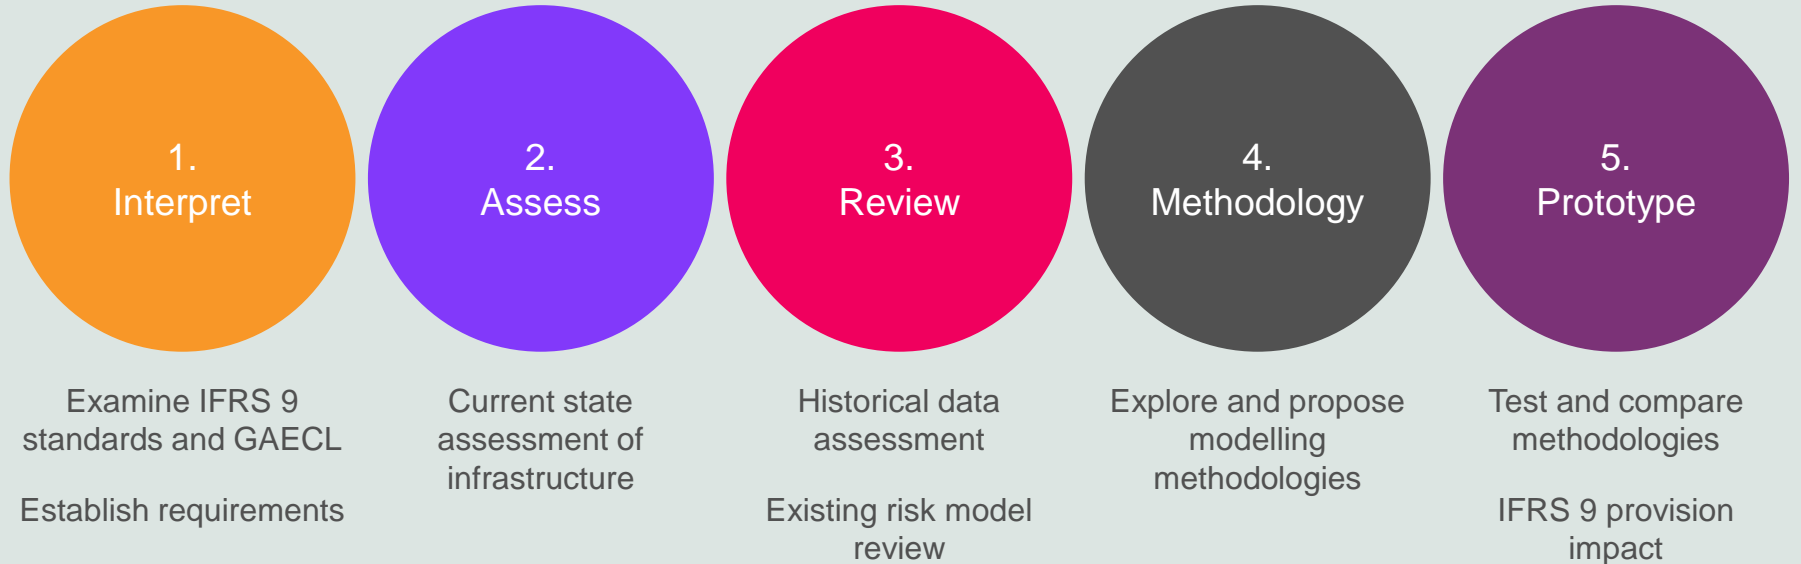 1.
Interpret
2.
Assess
3.
Review
4.
Methodology
5.
Prototype
Examine IFRS 9
standards and GAECL
Establish requirements
Current state
assessment of
infrastructure
Historical data
assessment
Existing risk model
review
Explore and propose
modelling
methodologies
Test and compare
methodologies
IFRS 9 provision
impact